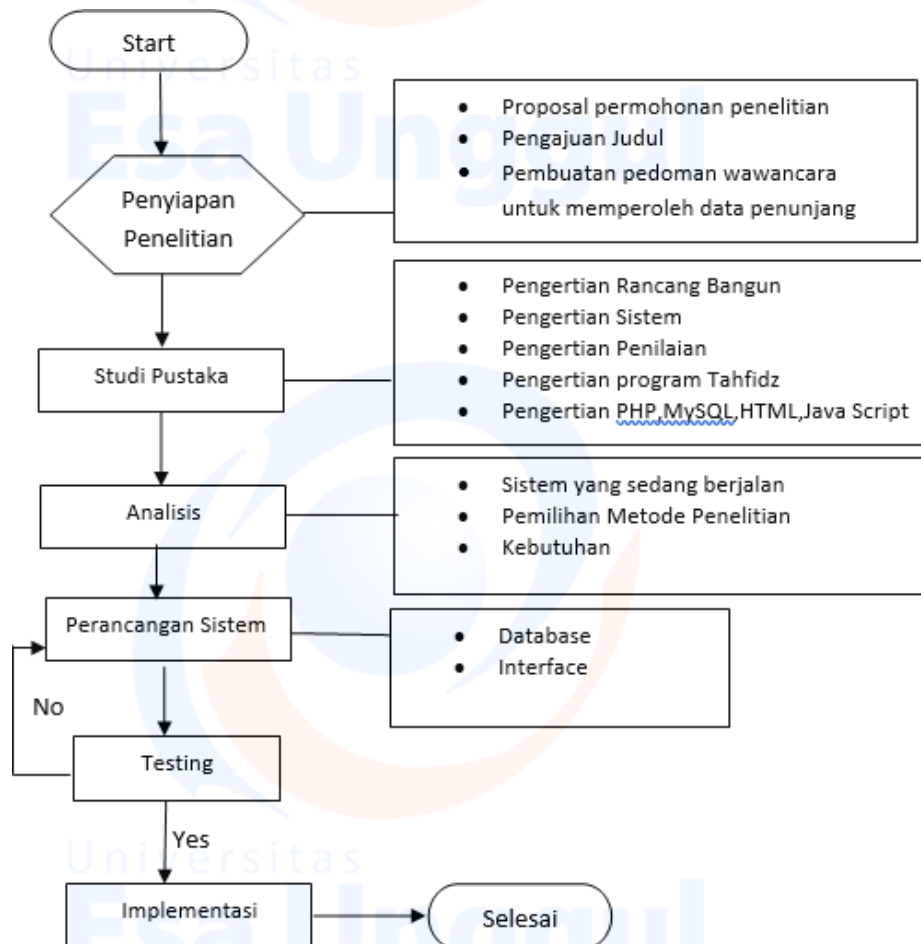 Start
Universitas
Esa Unggul
• Proposal permohonan penelitian
• Pengajuan Judul
• Pembuatan pedoman wawancara
untuk memperoleh data penunjang
Penyiapan
Penelitian
• Pengertian Rancang Bangun
• Pengertian Sistem
• Pengertian Penilaian
• Pengertian program Tahfidz
• Pengertian PHP,MySQL,HTML,Java Script
Studi Pustaka
• Sistem yang sedang berjalan
• Pemilihan Metode Penelitian
• Kebutuhan
Analisis
Perancangan Sistem
• Database
• Interface
No
Testing
Yes
Universitas
Esa Unggul
Implementasi
Selesai